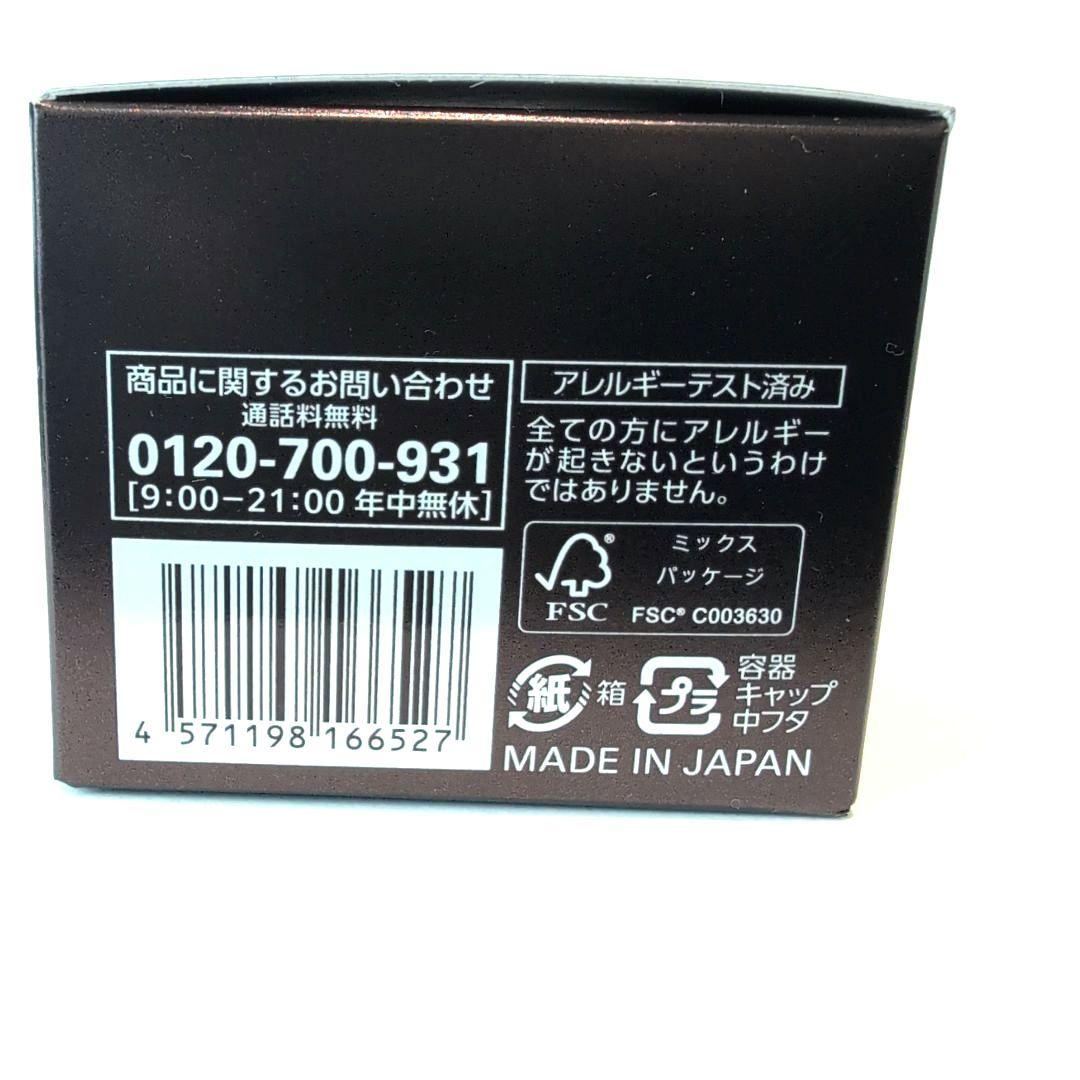 商品に関するお問い合わせ
通話料無料
0120-700-931
[9:00-21:00 年中無休]
アレルギーテスト済み
全ての方にアレルギー
が起きないというわけ
ではありません。
ミックス
パッケージ
FSC® C003630
®
FSC
4 571198 166527
紙 箱
プラ 容器
キャップ
中フタ
MADE IN JAPAN